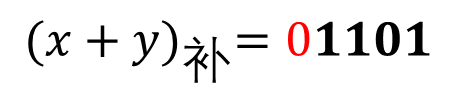 (x + y)补= 01101